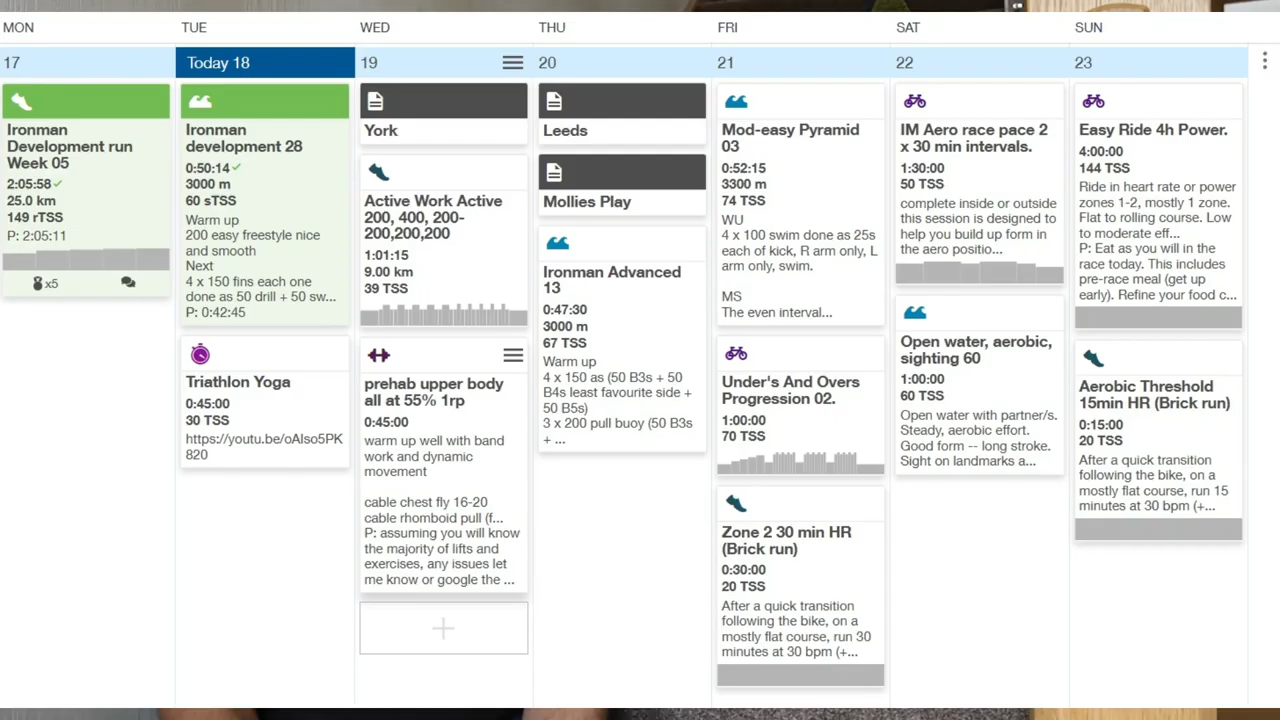 MON
TUE
WED
THU
FRI
SAT
SUN
17
Today 18
19
20
21
22
23
Ironman
Development run
Week 05
2:05:58
25.0 km
149 rTSS
P: 2:05:11
x5
Ironman
development 28
0:50:14
3000 m
60 sTSS
Warm up
200 easy freestyle nice
and smooth
Next
4 x 150 fins each one
done as 50 drill + 50 sw...
P: 0:42:45
Triathlon Yoga
0:45:00
30 TSS
https://youtu.be/oAlso5PK
820
York
Active Work Active
200, 400, 200-
200,200,200
1:01:15
9.00 km
39 TSS
prehab upper body
all at 55% 1rp
0:45:00
warm up well with band
work and dynamic
movement
cable chest fly 16-20
cable rhomboid pull (f...
P: assuming you will know
the majority of lifts and
exercises, any issues let
me know or google the ...
Leeds
Mollies Play
Ironman Advanced
13
0:47:30
3000 m
67 TSS
Warm up
4 x 150 as (50 B3s + 50
B4s least favourite side +
50 B5s)
3 x 200 pull buoy (50 B3s
+ ...
Mod-easy Pyramid
03
0:52:15
3300 m
74 TSS
WU
4 x 100 swim done as 25s
each of kick, R arm only, L
arm only, swim.
MS
The even interval...
Under's And Overs
Progression 02.
1:00:00
70 TSS
Zone 2 30 min HR
(Brick run)
0:30:00
20 TSS
After a quick transition
following the bike, on a
mostly flat course, run 30
minutes at 30 bpm (+...
IM Aero race pace 2
x 30 min intervals.
1:30:00
50 TSS
complete inside or outside
this session is designed to
help you build up form in
the aero positio...
Open water, aerobic,
sighting 60
1:00:00
60 TSS
Open water with partner/s.
Steady, aerobic effort.
Good form -- long stroke.
Sight on landmarks a...
Easy Ride 4h Power.
4:00:00
144 TSS
Ride in heart rate or power
zones 1-2, mostly 1 zone.
Flat to rolling course. Low
to moderate eff...
P: Eat as you will in the
race today. This includes
pre-race meal (get up
early). Refine your food c...
Aerobic Threshold
15min HR (Brick run)
0:15:00
20 TSS
After a quick transition
following the bike, on a
mostly flat course, run 15
minutes at 30 bpm (+...